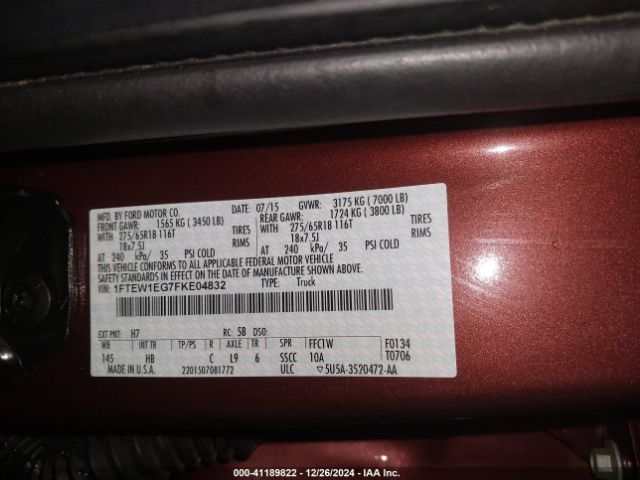 MFD. BY FORD MOTOR CO.
07/15 GVWR: 3175 KG ( 7000 LB)
FRONT GAWR: 1565 KG ( 3450 LB) REAR GAWR: 1724 KG ( 3800 LB)
WITH 275/65R18 116T TIRES WITH 275/65R18 116T TIRES
18x7.5J RIMS 18x7.5J RIMS
AT 240 kPa/ 35 PSI COLD AT 240 kPa/ 35 PSI COLD
THIS VEHICLE CONFORMS TO ALL APPLICABLE FEDERAL MOTOR VEHICLE
SAFETY STANDARDS IN EFFECT ON THE DATE OF MANUFACTURE SHOWN ABOVE.
VIN: 1FTEW1EG7FKE04832 TYPE: Truck
EXT PNT: H7 RC: 58 DSO:
WB HB TP/PS R AXLE TR SPR FFC1W F0134
145 HB C L9 6 SSCC 10A T0706
MADE IN U.S.A. 2201507081772 ULC 5U5A-3520472-AA
000-41189822 - 12/26/2024 - IAA Inc.